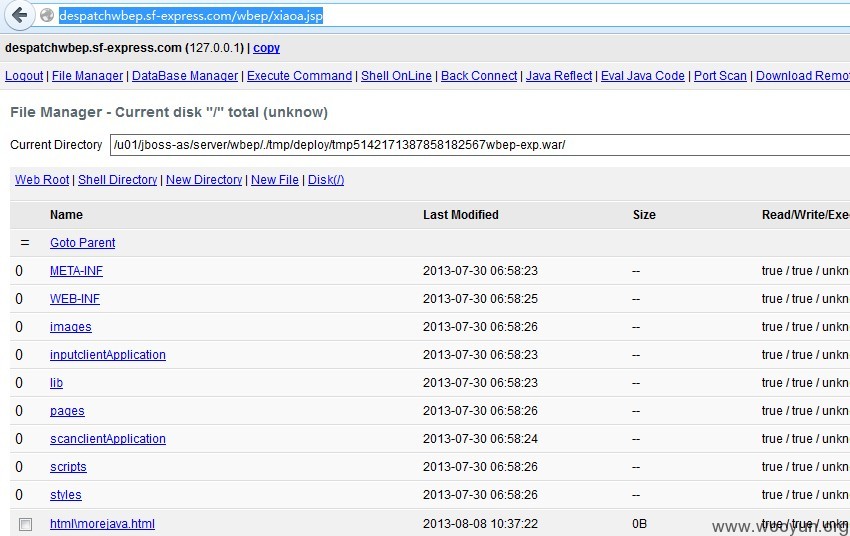 despatchwbep.sf-express.com/wbep/xiaoa.jsp
despatchwbep.sf-express.com (127.0.0.1) | copy
Logout | File Manager | DataBase Manager | Execute Command | Shell OnLine | Back Connect | Java Reflect | Eval Java Code | Port Scan | Download Remot
File Manager - Current disk "/" total (unknow)
Current Directory /u01/jboss-as/server/wbep/./tmp/deploy/tmp5142171387858182567wbep-exp.war/
Web Root | Shell Directory | New Directory | New File | Disk(/)
Name Last Modified Size Read/Write/Exe
= Goto Parent
0 META-INF 2013-07-30 06:58:23 -- true / true / unkn
0 WEB-INF 2013-07-30 06:58:25 -- true / true / unkn
0 images 2013-07-30 06:58:26 -- true / true / unkn
0 inputclientApplication 2013-07-30 06:58:23 -- true / true / unkn
0 lib 2013-07-30 06:58:23 -- true / true / unkn
0 pages 2013-07-30 06:58:26 -- true / true / unkn
0 scanclientApplication 2013-07-30 06:58:24 -- true / true / unkn
0 scripts 2013-07-30 06:58:26 -- true / true / unkn
0 styles 2013-07-30 06:58:26 -- true / true / unkn
html\morejava.html 2013-08-08 10:37:22 0B true / true / unkn
www.wooyun.org